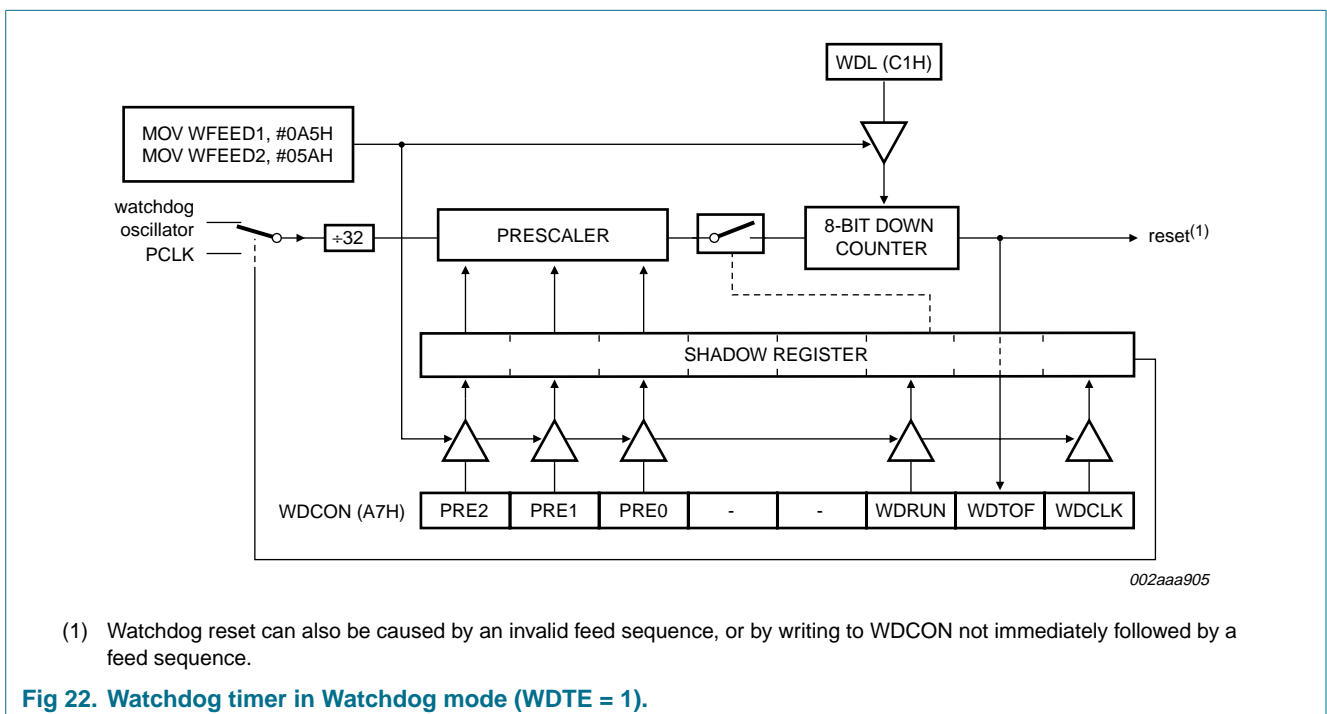 WDL (C1H)
MOV WFEED1, #0A5H
MOV WFEED2, #05AH
watchdog
oscillator
PCLK
÷32
PRESCALER
8-BIT DOWN
COUNTER
reset(1)
SHADOW REGISTER
WDCON (A7H) PRE2 PRE1 PRE0 - - WDRUN WDTOF WDCLK
002aaa905
(1) Watchdog reset can also be caused by an invalid feed sequence, or by writing to WDCON not immediately followed by a
feed sequence.
Fig 22. Watchdog timer in Watchdog mode (WDTE = 1).